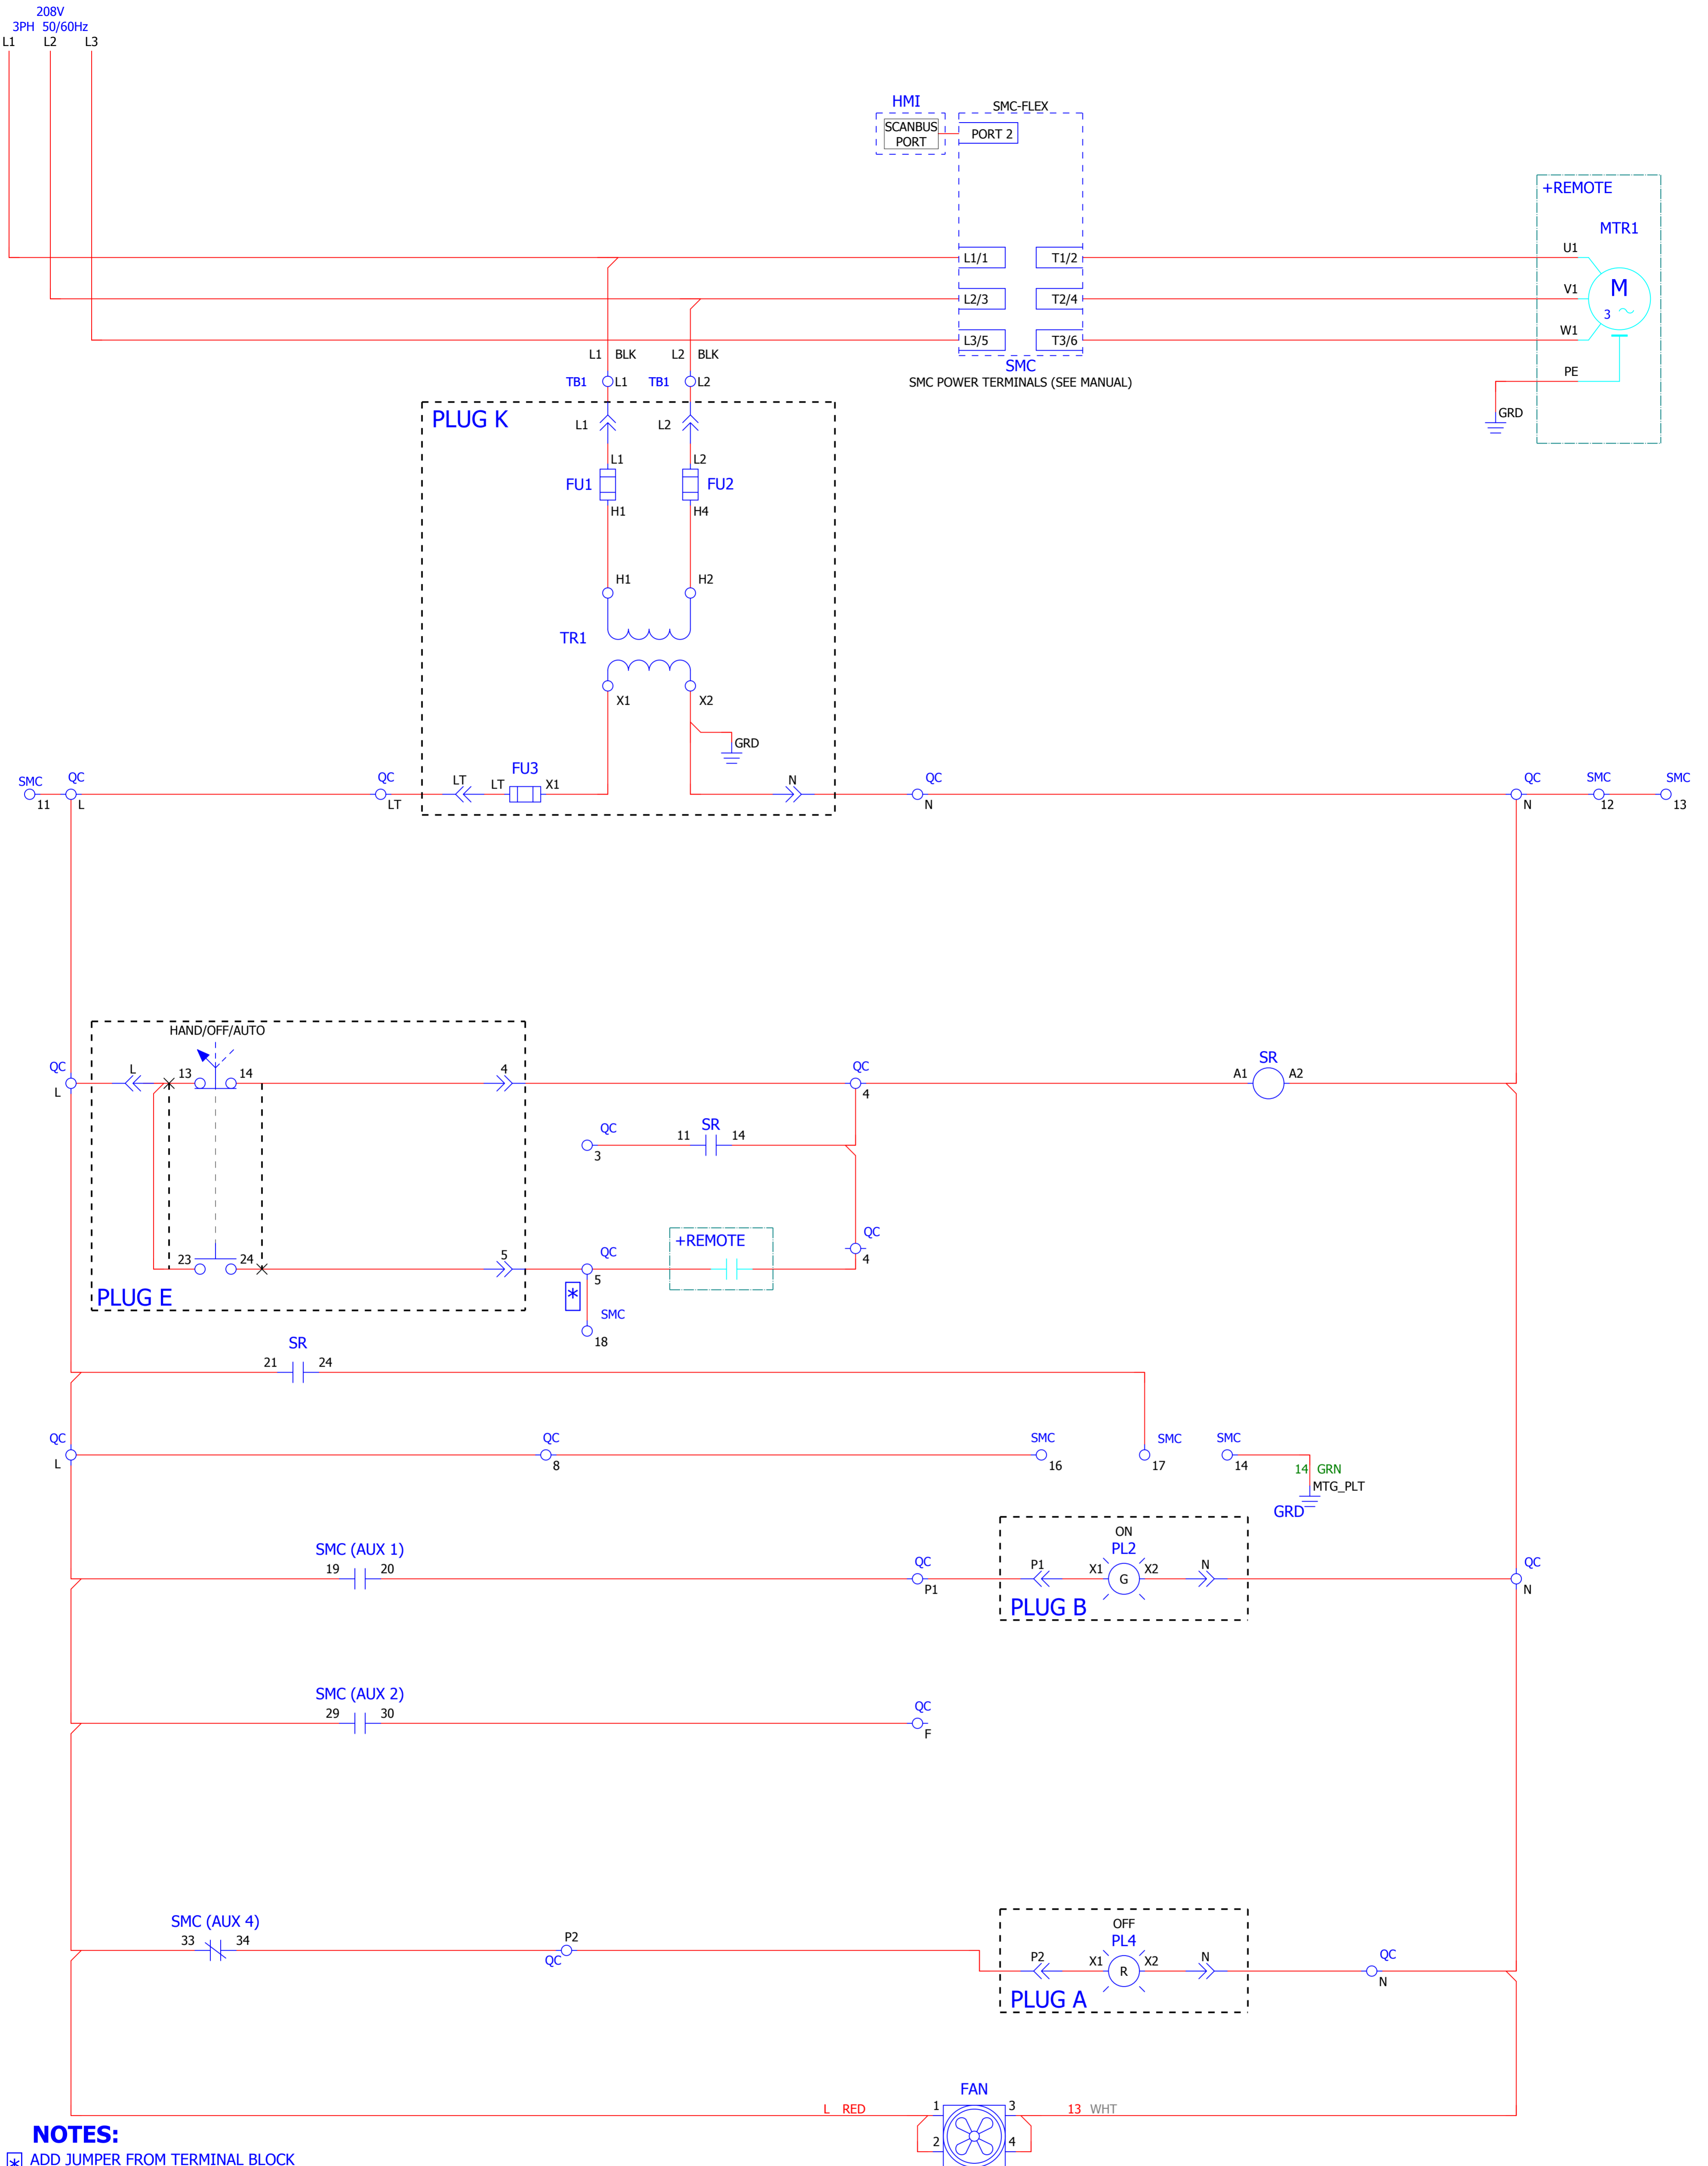 208V
3PH 50/60Hz
L1 L2 L3
HMI
SCANBUS
PORT
SMC-FLEX
PORT 2
+REMOTE
MTR1
L1/1 T1/2 U1
L2/3 T2/4 V1
M
3
L3/5 T3/6 W1
SMC
SMC POWER TERMINALS (SEE MANUAL)
PE
GRD
L1 BLK L2 BLK
TB1 L1 TB1 L2
PLUG K
L1 L2
L1 L2
FU1 FU2
H1 H4
H1 H2
TR1
X1 X2
GRD
SMC QC QC LT LT FU3 X1 N QC QC SMC SMC
11 L LT N N 12 13
HAND/OFF/AUTO
QC L 13 14 4 QC A1 SR A2
L 4
QC 11 SR 14
3
+REMOTE QC
4
23 24 5 QC
5
*
PLUG E
SMC
18
SR
21 24
QC QC SMC SMC SMC
L 8 16 17 14
14 GRN
MTG_PLT
GRD
SMC (AUX 1)
19 20
QC
P1
ON
PL2
P1 X1 G X2 N
PLUG B
QC
N
SMC (AUX 2)
29 30
QC
F
SMC (AUX 4)
33 34
P2
QC
OFF
PL4
P2 X1 R X2 N
PLUG A
QC
N
FAN
L RED 1 3 13 WHT
2 4
NOTES:
* ADD JUMPER FROM TERMINAL BLOCK